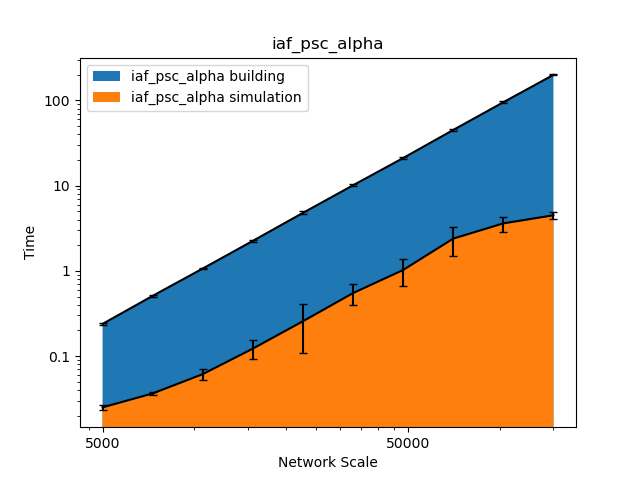 iaf_psc_alpha
iaf_psc_alpha building
iaf_psc_alpha simulation
Time
100
10
1
0.1
5000
50000
Network Scale